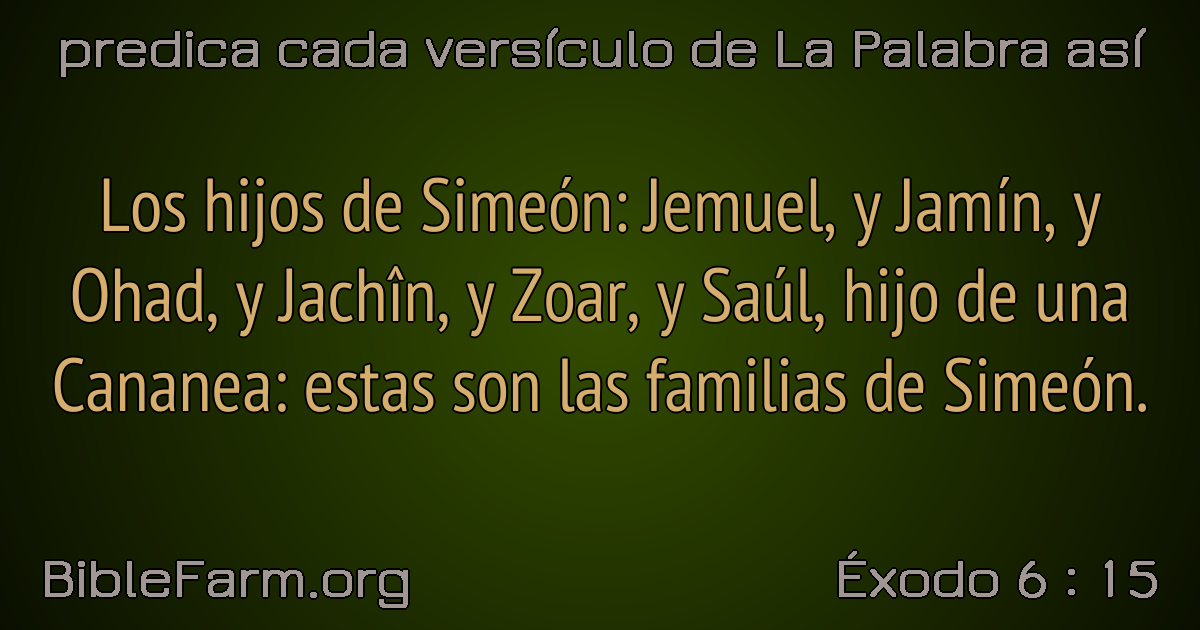 predica cada versículo de La Palabra así
Los hijos de Simeón: Jemuel, y Jamín, y
Ohad, y Jachîn, y Zoar, y Saúl, hijo de una
Cananea: estas son las familias de Simeón.
BibleFarm.org
Éxodo 6 : 15